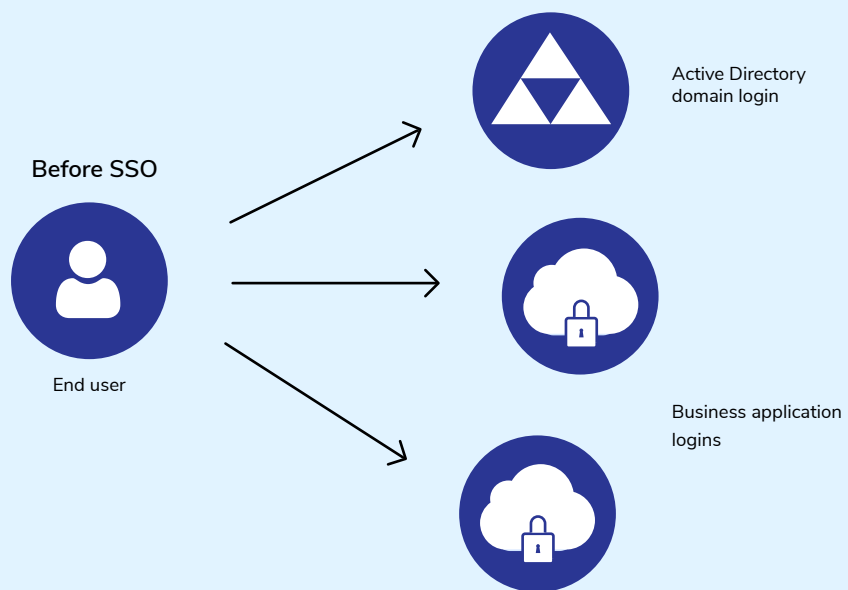 Active Directory
domain login
Before SSO
End user
Business application
logins